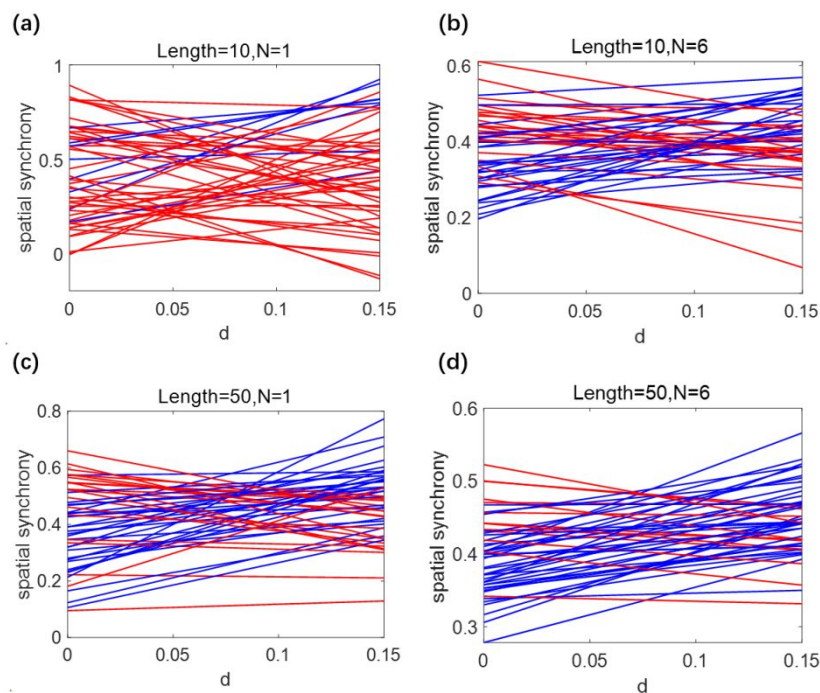 (a)
Length=10,N=1
1
0.5
0
spatial synchrony
0 0.05 0.1 0.15
d
(b)
Length=10,N=6
0.6
0.4
0.2
0
spatial synchrony
0 0.05 0.1 0.15
d
(c)
Length=50,N=1
0.8
0.6
0.4
0.2
0
spatial synchrony
0 0.05 0.1 0.15
d
(d)
Length=50,N=6
0.6
0.5
0.4
0.3
spatial synchrony
0 0.05 0.1 0.15
d